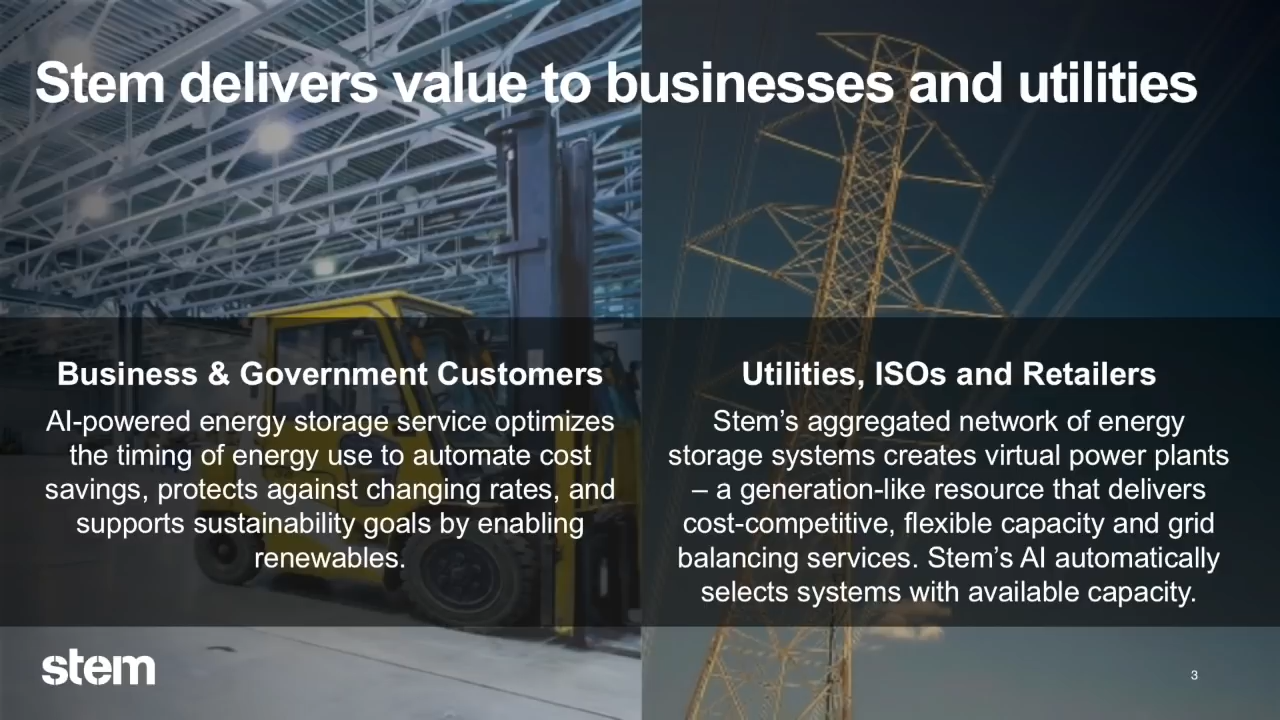 Stem delivers value to businesses and utilities
Business & Government Customers
AI-powered energy storage service optimizes
the timing of energy use to automate cost
savings, protects against changing rates, and
supports sustainability goals by enabling
renewables.
Utilities, ISOs and Retailers
Stem’s aggregated network of energy
storage systems creates virtual power plants
– a generation-like resource that delivers
cost-competitive, flexible capacity and grid
balancing services. Stem’s AI automatically
selects systems with available capacity.
stem
3